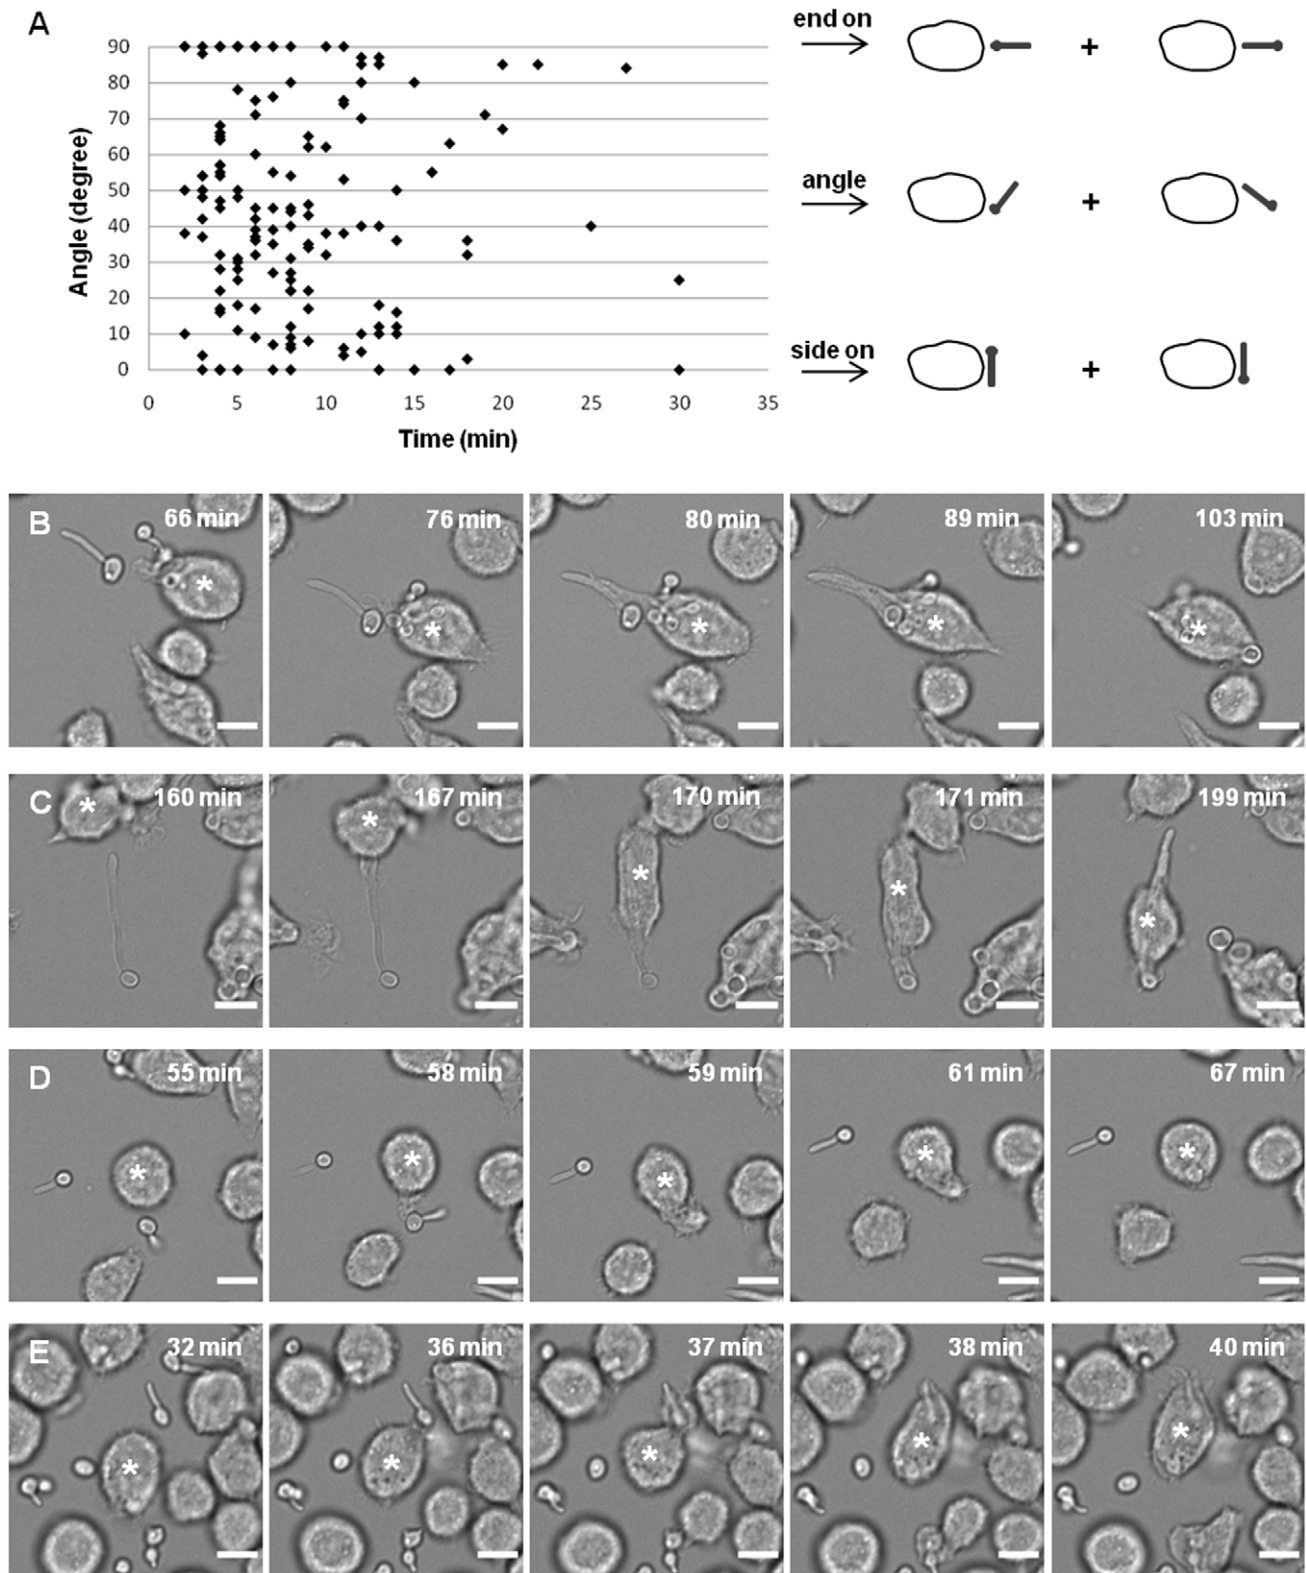 A
end on
+
90
80
70
60
50
40
30
20
10
0
Angle (degree)
angle
+
side on
+
0 5 10 15 20 25 30 35
Time (min)
B 66 min 76 min 80 min 89 min 103 min
* * * * *
C 160 min 167 min 170 min 171 min 199 min
* * * * *
D 55 min 58 min 59 min 61 min 67 min
* * * * *
E 32 min 36 min 37 min 38 min 40 min
* * * * *